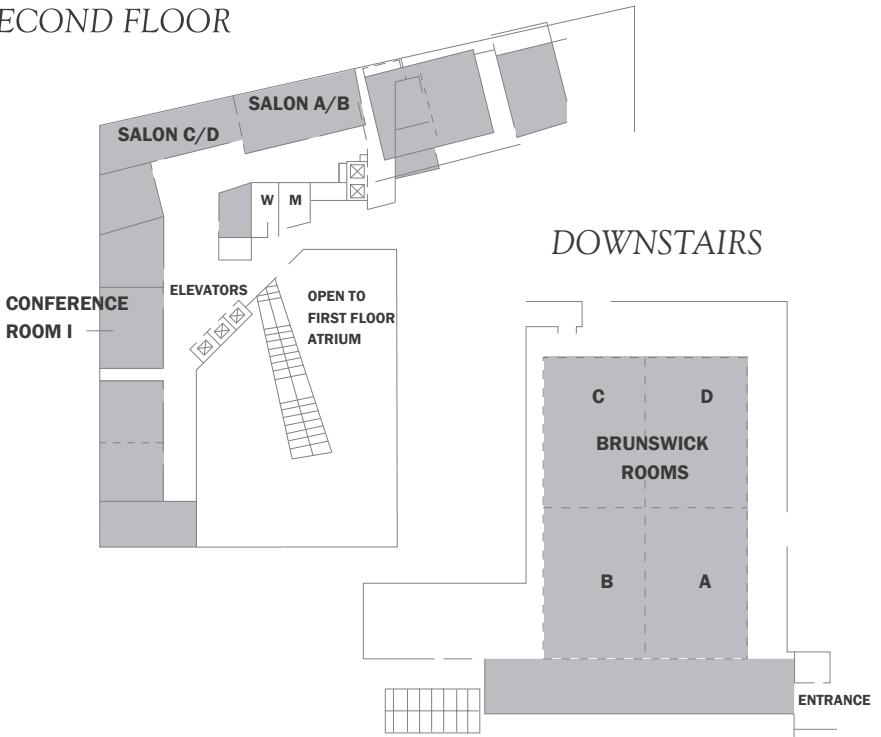 ECOND FLOOR
SALON A/B
SALON C/D
W M
DOWNSTAIRS
ELEVATORS
OPEN TO
FIRST FLOOR
ATRIUM
CONFERENCE
ROOM I
C D
BRUNSWICK
ROOMS
B A
ENTRANCE